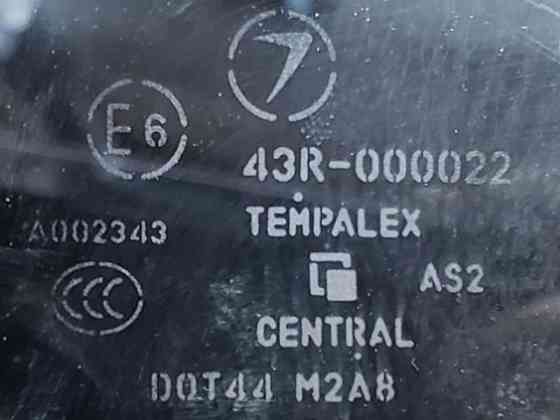 E6
43R-000022
A002343
TEMPALEX
CCC
AS2
CENTRAL
DOT44 M2A8